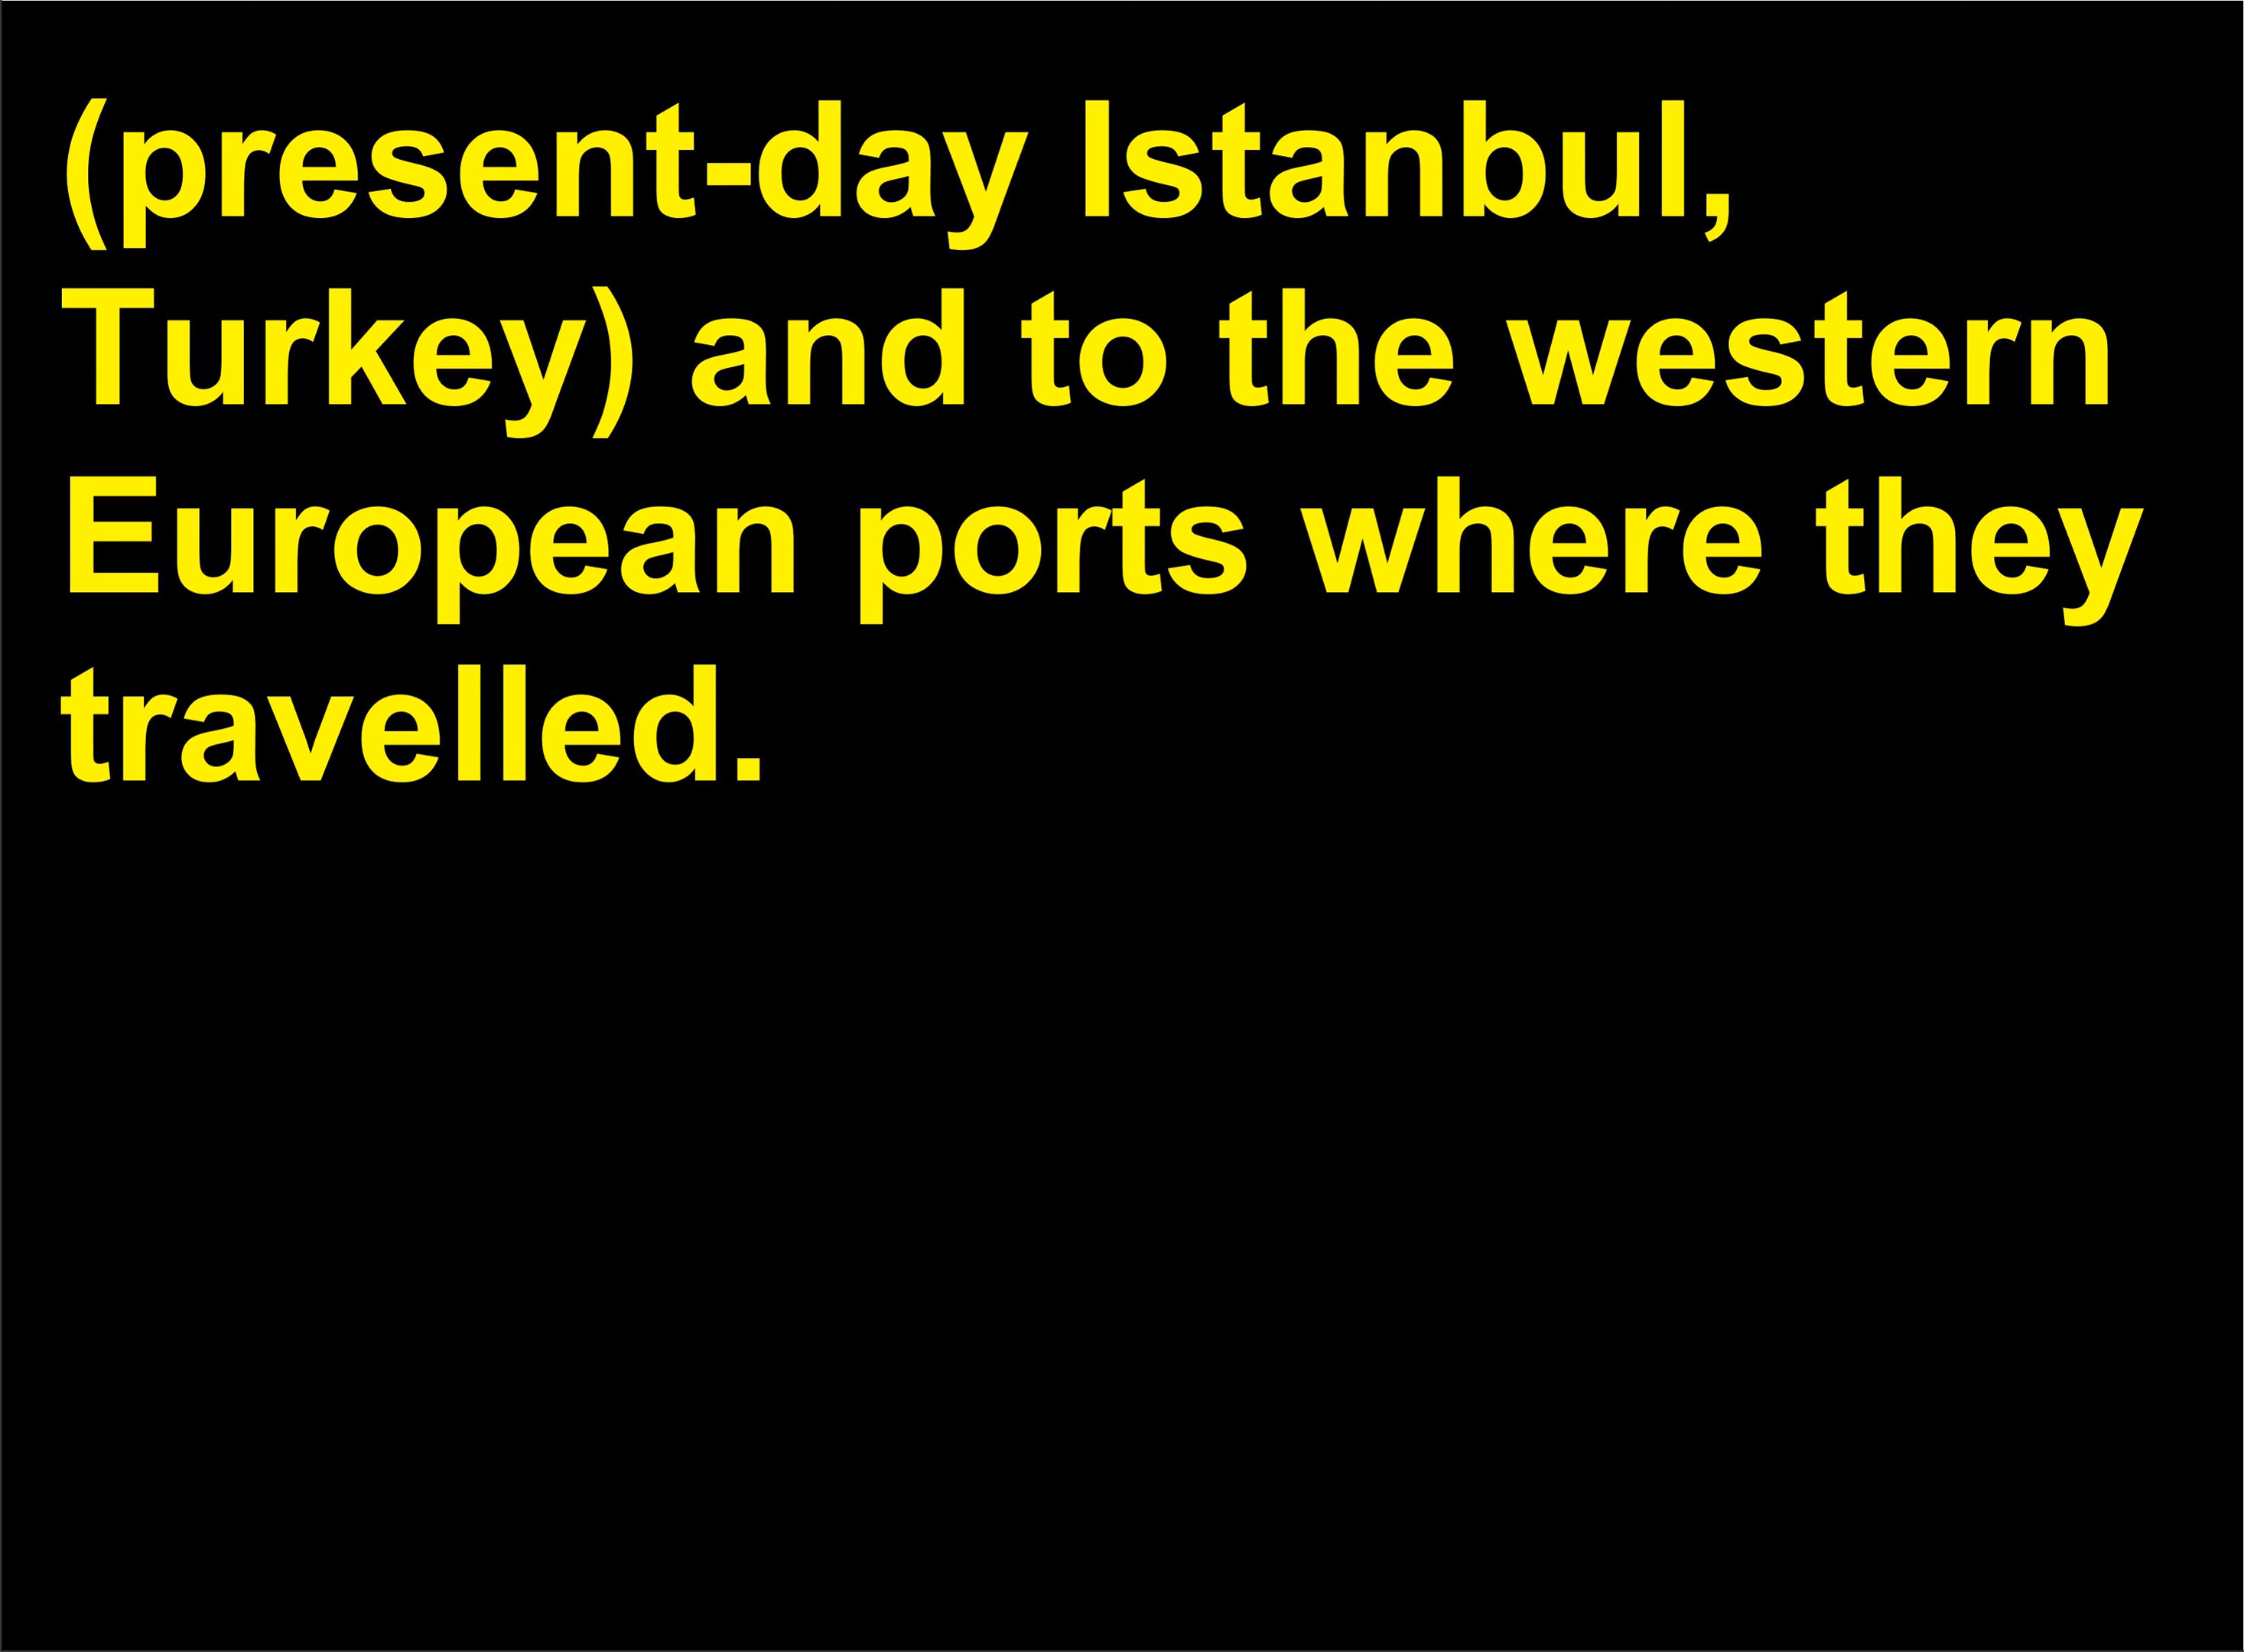 (present-day Istanbul,
Turkey) and to the western
European ports where they
travelled.